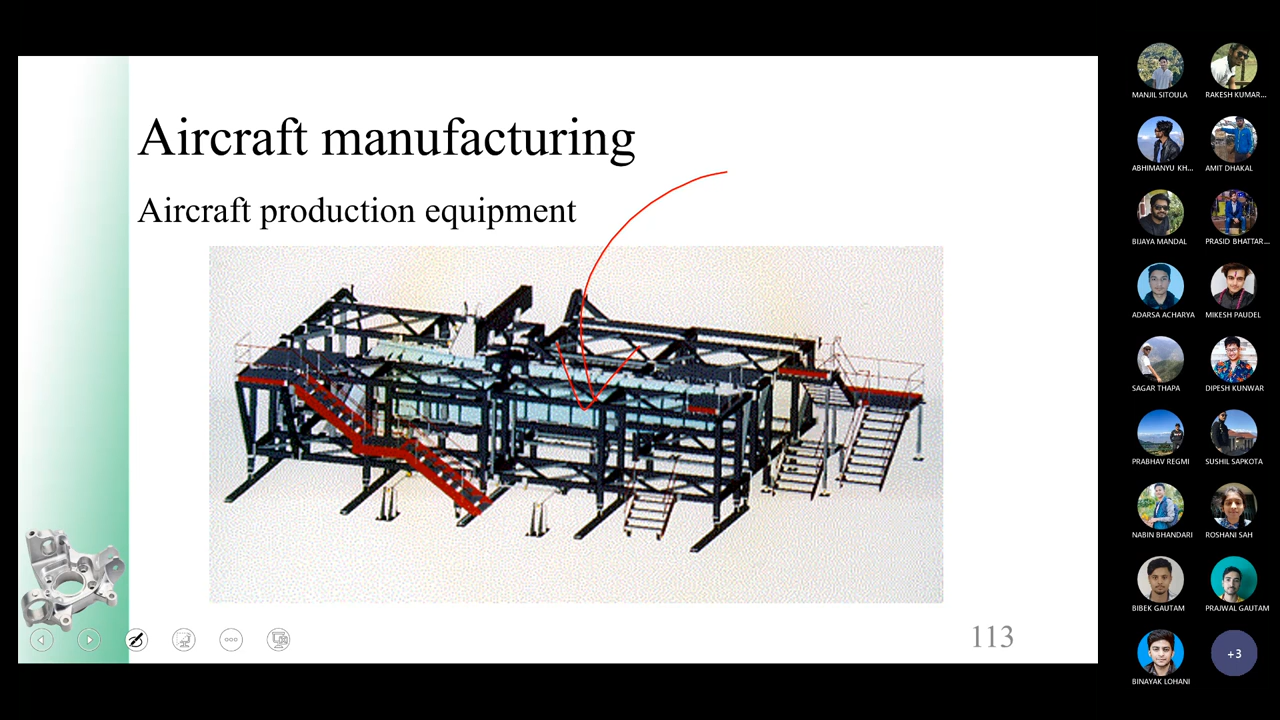 Aircraft manufacturing
Aircraft production equipment
113
MANJIL SITOULA
RAKESH KUMAR...
ABHIMANYU KH...
AMIT DHAKAL
BIJAYA MANDAL
PRASID BHATTAR...
ADARSA ACHARYA
MIKESH PAUDEL
SAGAR THAPA
DIPESH KUNWAR
PRABHAV REGMI
SUSHIL SAPKOTA
NABIN BHANDARI
ROSHANI SAH
BIBEK GAUTAM
PRAJWAL GAUTAM
BINAYAK LOHANI
+3